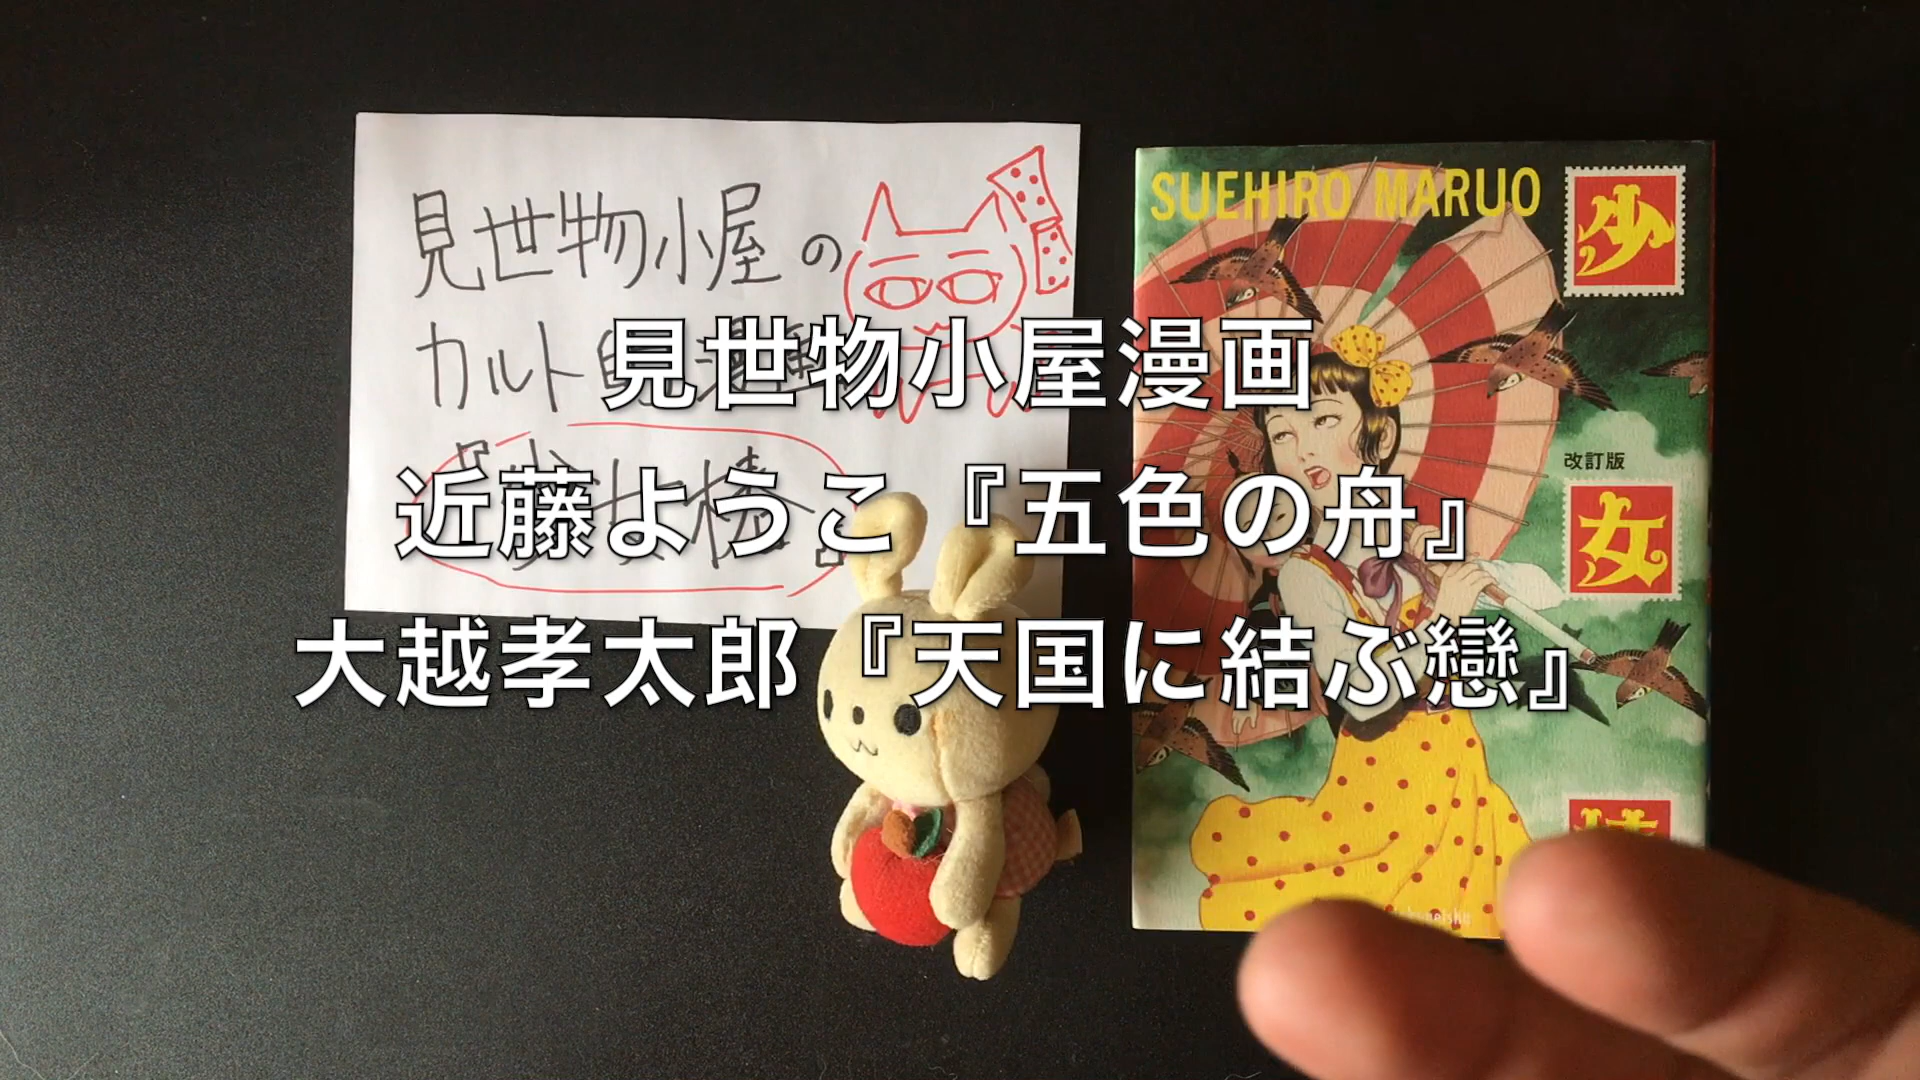 見世物小屋の
カルト
見世物小屋漫画
近藤ようこ『五色の舟』
大越孝太郎『天国に結ぶ戀』
SUEHIRO MARUO
少
改訂版
女